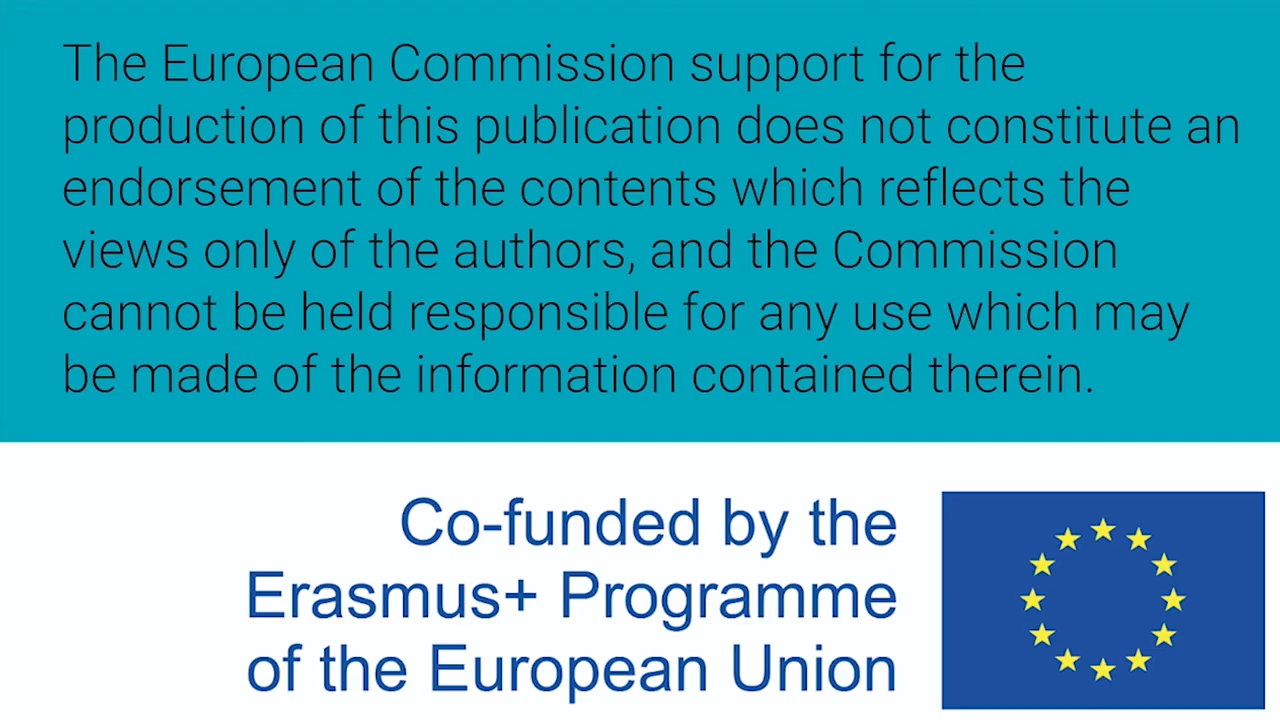 The European Commission support for the
production of this publication does not constitute an
endorsement of the contents which reflects the
views only of the authors, and the Commission
cannot be held responsible for any use which may
be made of the information contained therein.
Co-funded by the
Erasmus+ Programme
of the European Union